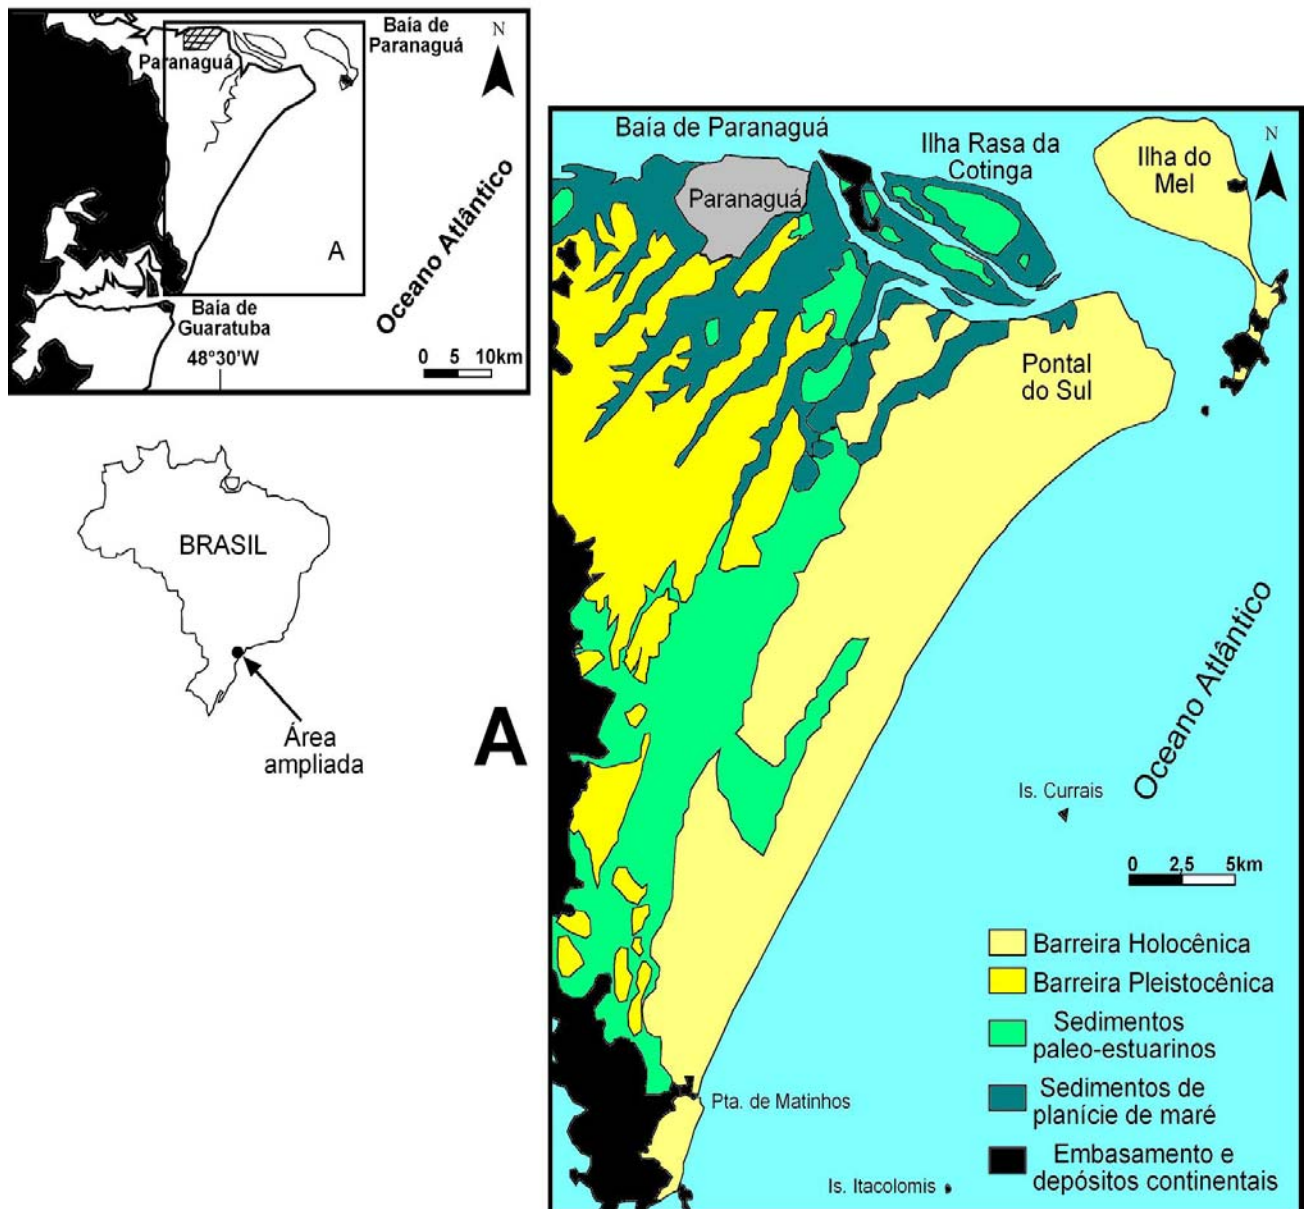 Baía de
Paranaguá
N
Paranaguá
A
Oceano Atlântico
Baía de
Guaratuba
48°30'W
0 5 10km
BRASIL
Área
ampliada
A
Baía de Paranaguá
Ilha Rasa da
Cotinga
Ilha do
Mel
N
Paranaguá
Pontal
do Sul
Oceano Atlântico
Is. Currais
0 2,5 5km
Barreira Holocênica
Barreira Pleistocênica
Sedimentos
paleo-estuarinos
Sedimentos de
planície de maré
Embasamento e
depósitos continentais
Pta. de Matinhos
Is. Itacolomis